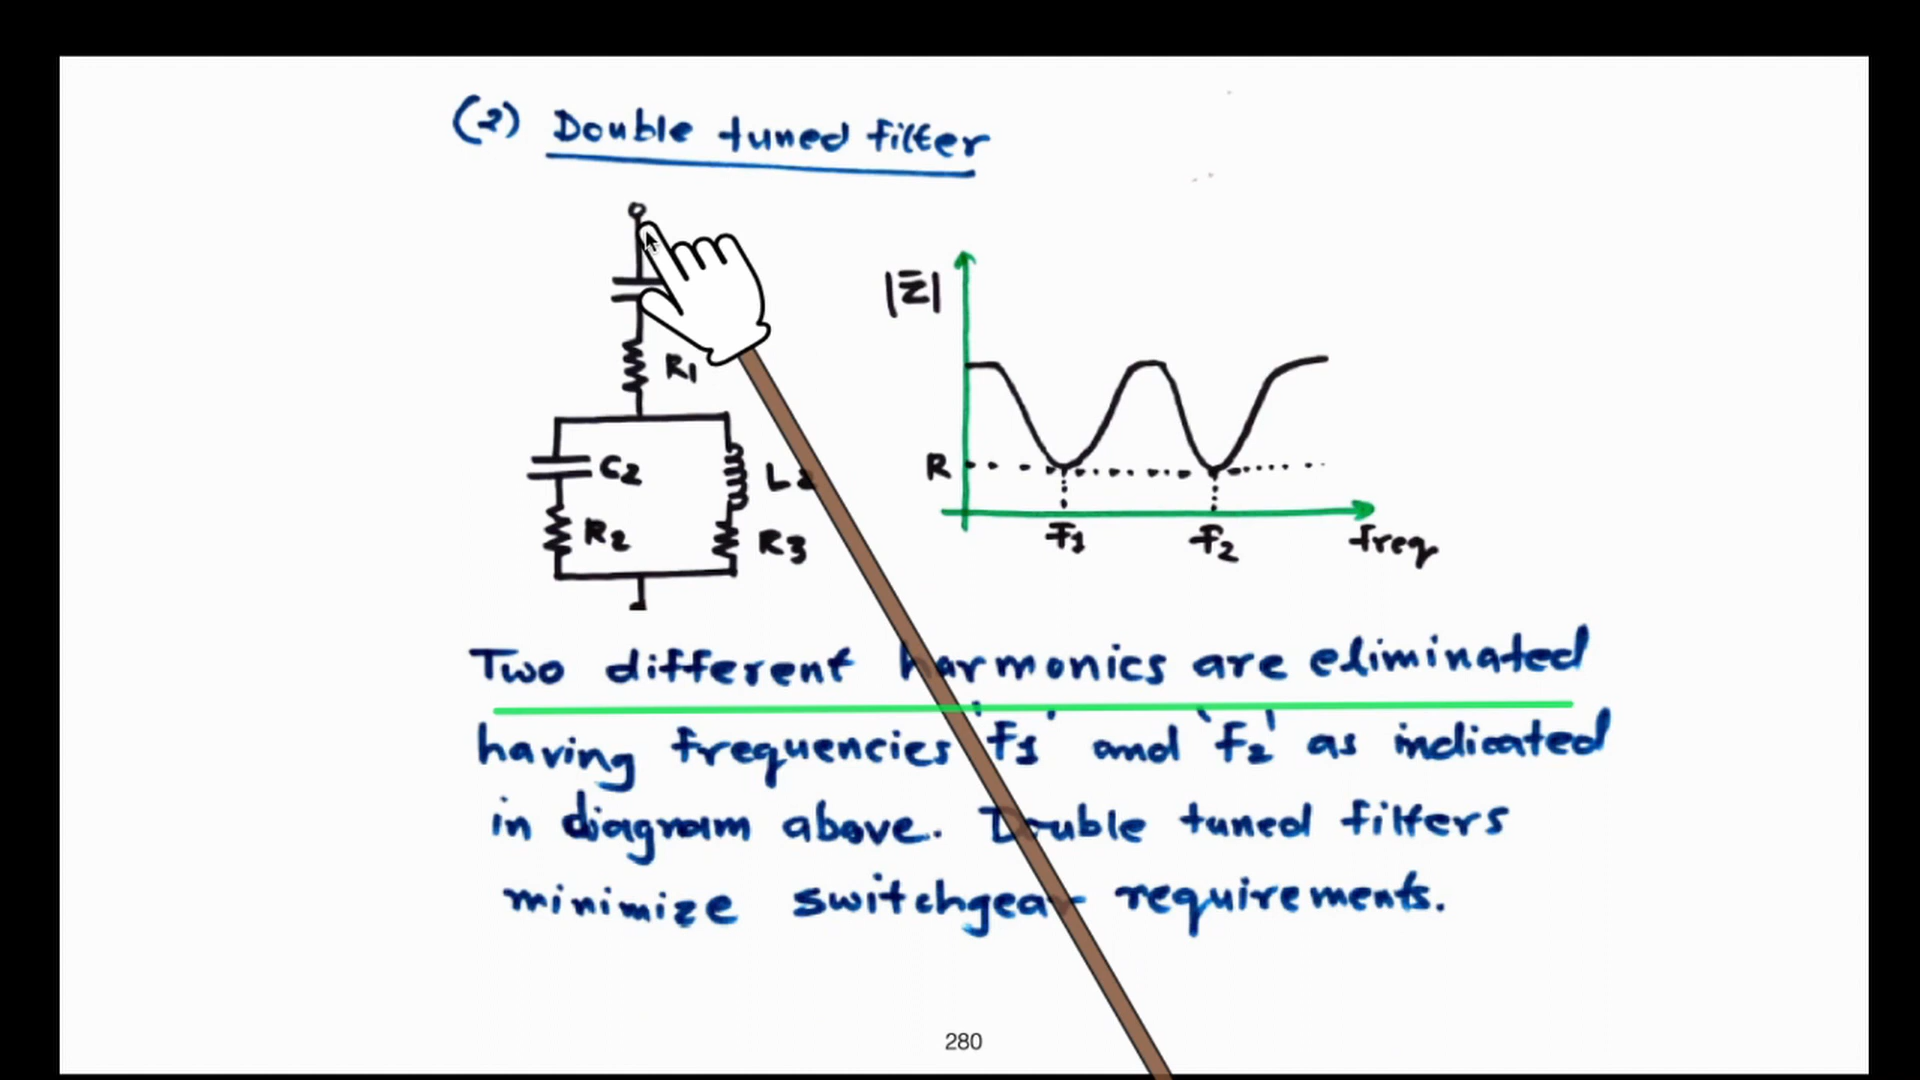 (2) Double tuned filter
|Z̅|
R1
C2
L2
R
R2
R3
f1
f2
freq
Two different harmonics are eliminated
having frequencies 'f1' and 'f2' as indicated
in diagram above. Double tuned filters
minimize switchgear requirements.
280